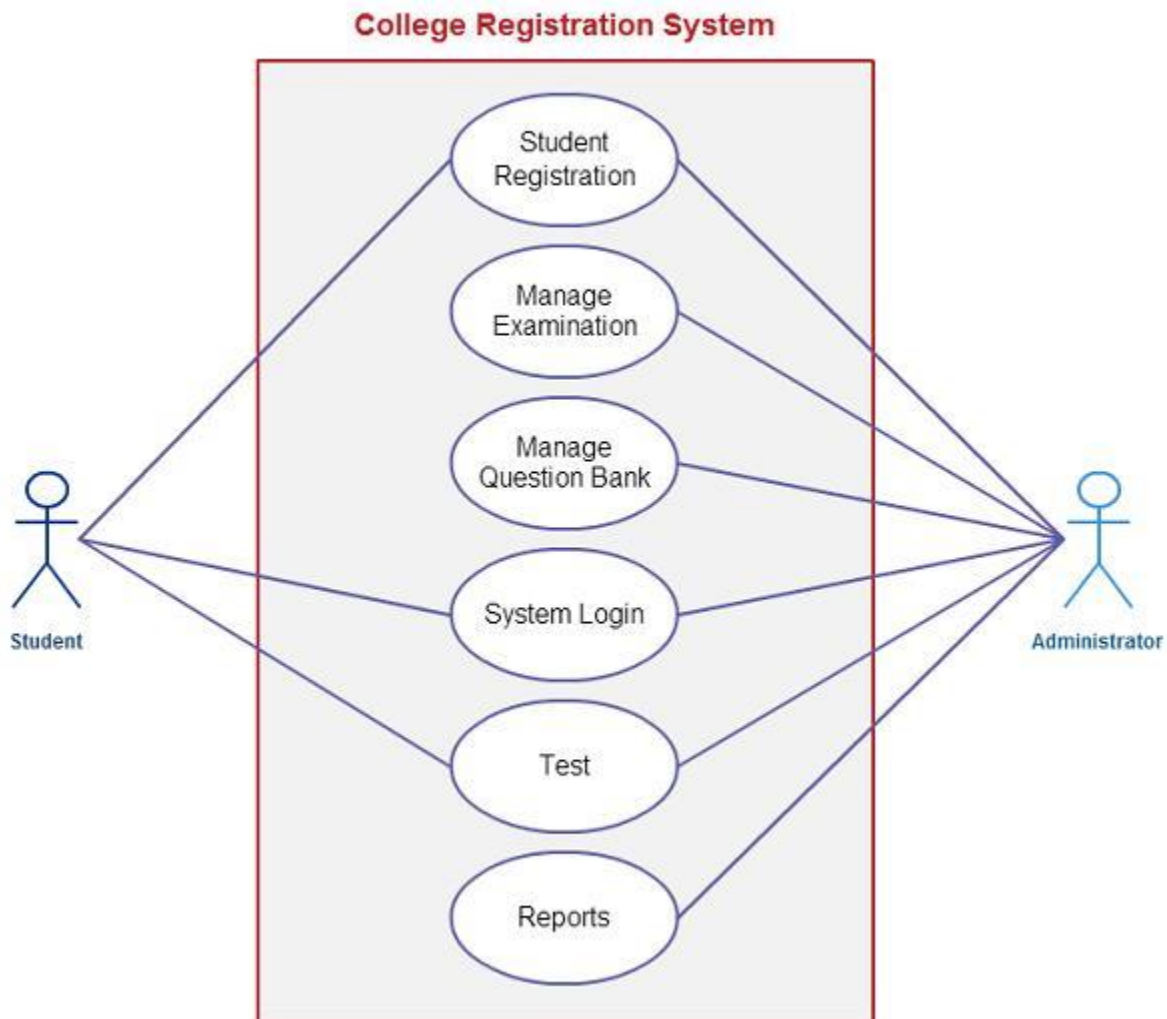 College Registration System
Student
Registration
Manage
Examination
Manage
Question Bank
System Login
Test
Reports
Student
Administrator